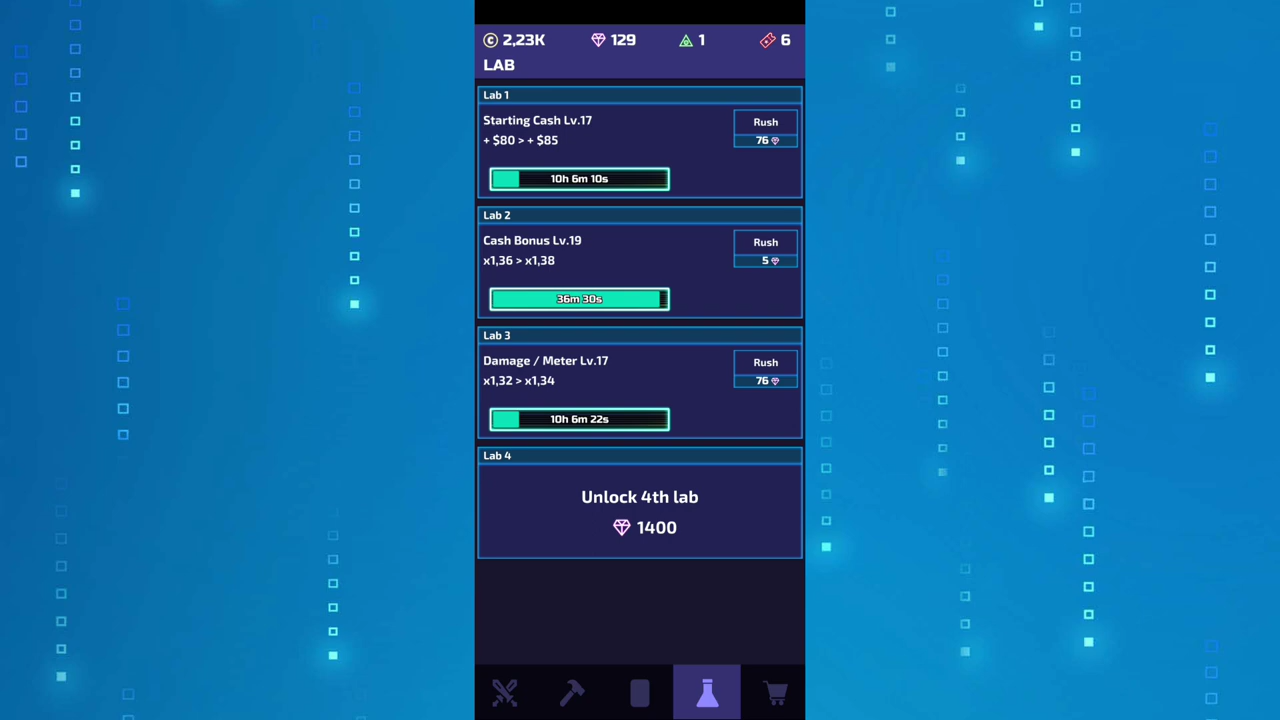 2,23K 129 1 6
LAB
Lab 1
Starting Cash Lv.17
+ $80 > + $85
Rush
76
10h 6m 10s
Lab 2
Cash Bonus Lv.19
x1,36 > x1,38
Rush
5
36m 30s
Lab 3
Damage / Meter Lv.17
x1,32 > x1,34
Rush
76
10h 6m 22s
Lab 4
Unlock 4th lab
1400